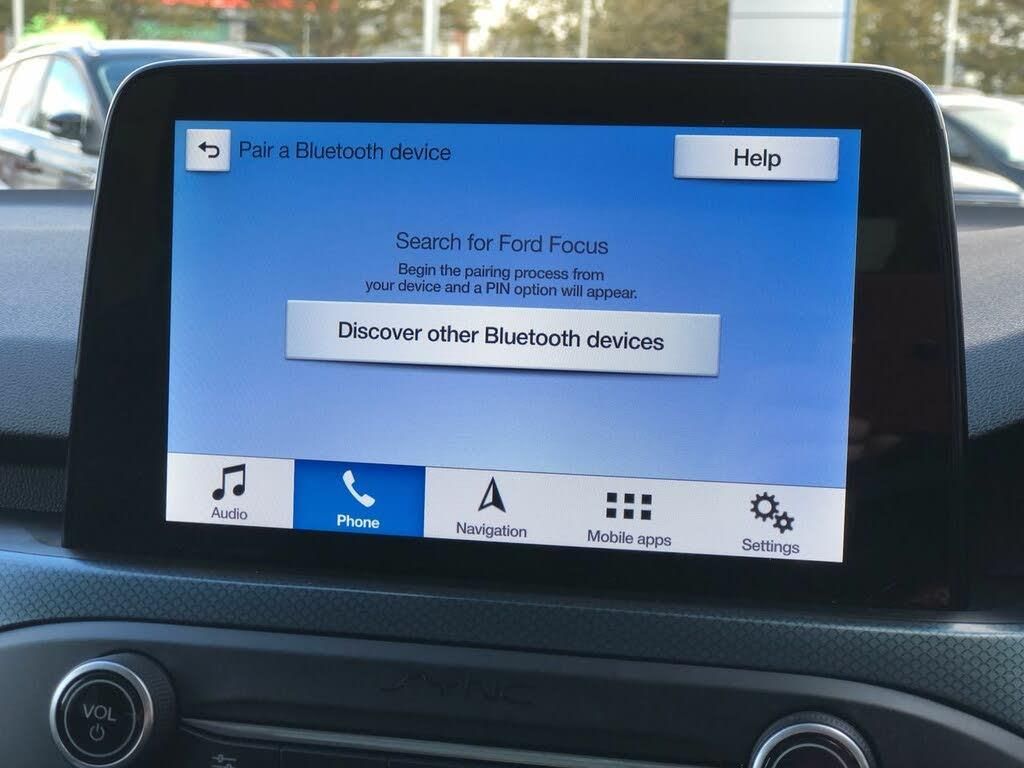 Pair a Bluetooth device
Help
Search for Ford Focus
Begin the pairing process from
your device and a PIN option will appear.
Discover other Bluetooth devices
Audio
Phone
Navigation
Mobile apps
Settings
SYNC
VOL